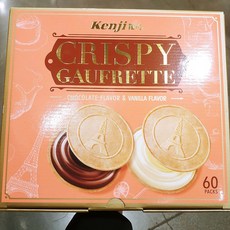 Kenji
CRISPY
GAUFRETTE
CHOCOLATE FLAVOR & VANILLA FLAVOR
60
PACKS